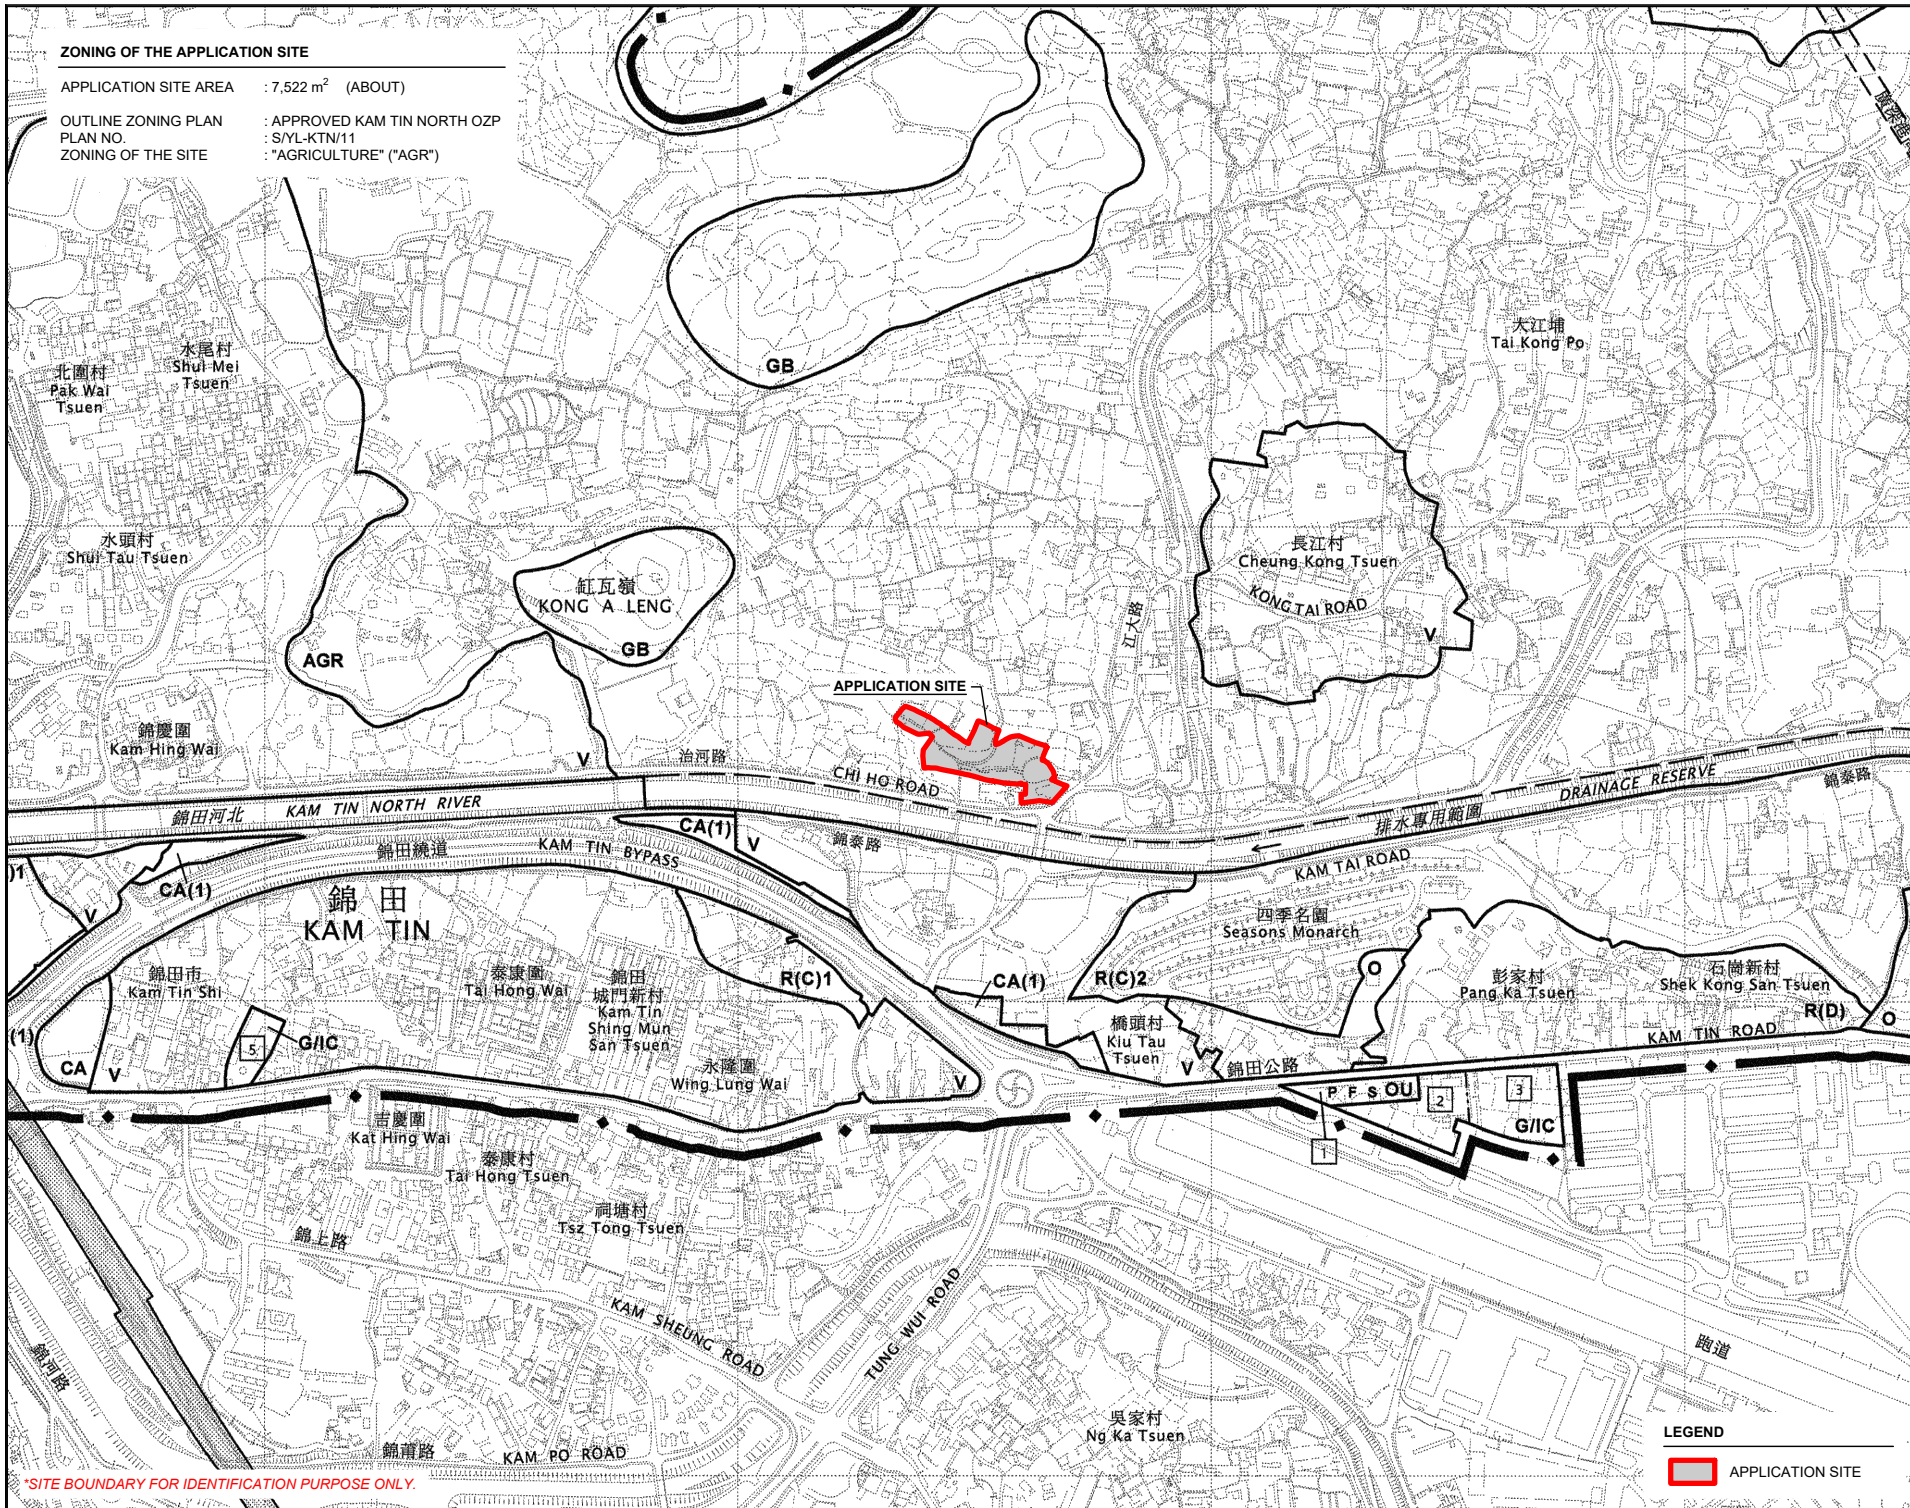 ZONING OF THE APPLICATION SITE
APPLICATION SITE AREA : 7,522 m² (ABOUT)
OUTLINE ZONING PLAN : APPROVED KAM TIN NORTH OZP
PLAN NO. : S/YL-KTN/11
ZONING OF THE SITE : "AGRICULTURE" ("AGR")
GB
大江埔
Tai Kong Po
水尾村
Shui Mei
Tsuen
北圍村
Pak Wai
Tsuen
水頭村
Shui Tau Tsuen
長江村
Cheung Kong Tsuen
KONG TAI ROAD
V
缸瓦嶺
KONG A LENG
GB
AGR
江大路
APPLICATION SITE
錦慶圍
Kam Hing Wai
V
治河路
CHI HO ROAD
錦泰路
DRAINAGE RESERVE
排水專用範圍
錦田河北
KAM TIN NORTH RIVER
CA(1)
V
錦泰路
KAM TAI ROAD
錦田繞道
KAM TIN BYPASS
)1
CA(1)
V
錦田
KAM TIN
四季名園
Seasons Monarch
錦田市
Kam Tin Shi
泰康圍
Tai Hong Wai
錦田
城門新村
Kam Tin
Shing Mun
San Tsuen
R(C)1
CA(1)
R(C)2
O
彭家村
Pang Ka Tsuen
石崗新村
Shek Kong San Tsuen
R(D)
O
KAM TIN ROAD
(1)
5
G/IC
CA
V
橋頭村
Kiu Tau
Tsuen
V
錦田公路
永隆圍
Wing Lung Wai
V
P F S OU
2
3
G/IC
1
吉慶圍
Kat Hing Wai
泰康村
Tai Hong Tsuen
祠塘村
Tsz Tong Tsuen
錦上路
KAM SHEUNG ROAD
TUNG WUI ROAD
跑道
錦河路
吳家村
Ng Ka Tsuen
錦莆路
KAM PO ROAD
*SITE BOUNDARY FOR IDENTIFICATION PURPOSE ONLY.
LEGEND
APPLICATION SITE